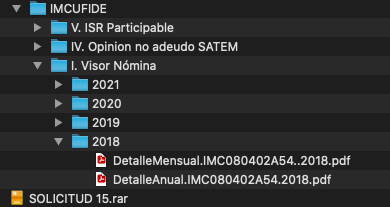 IMCUFIDE
V. ISR Participable
IV. Opinion no adeudo SATEM
I. Visor Nómina
2021
2020
2019
2018
DetalleMensual.IMC080402A54..2018.pdf
DetalleAnual.IMC080402A54.2018.pdf
SOLICITUD 15.rar